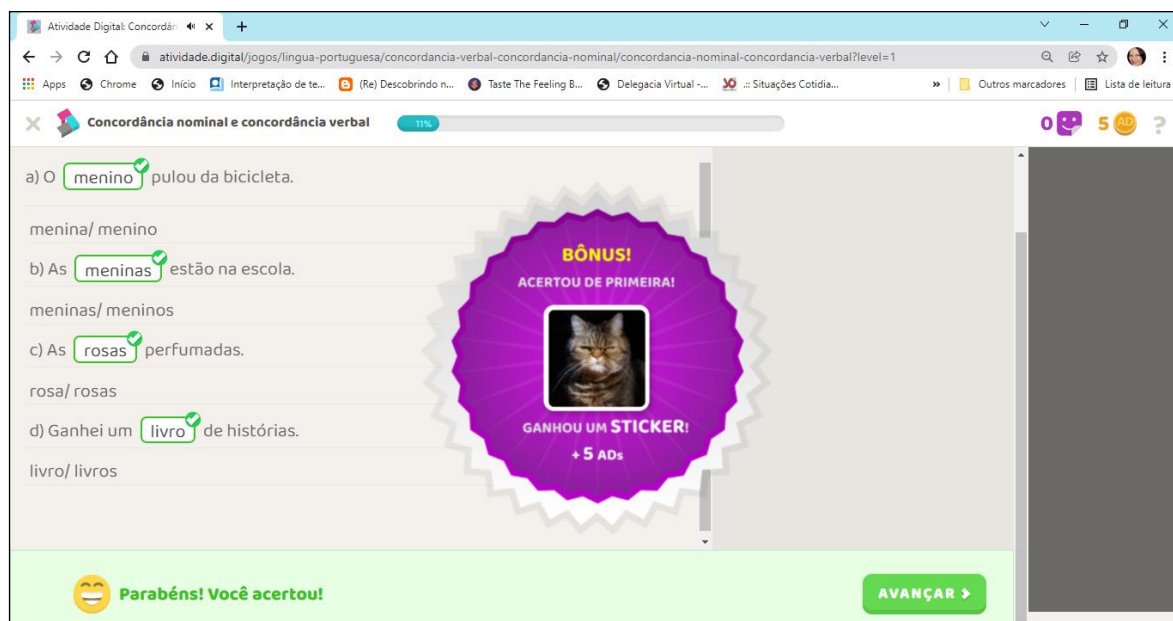 Atividade Digital: Concordân
atividade.digital/jogos/lingua-portuguesa/concordancia-verbal-concordancia-nominal/concordancia-nominal-concordancia-verbal?level=1
Apps Chrome Início Interpretação de te... (Re) Descobrindo n... Taste The Feeling B... Delegacia Virtual -... .:: Situações Cotidia... » Outros marcadores Lista de leitura
Concordância nominal e concordância verbal 11% 0 5 AD ?
a) O menino pulou da bicicleta.
menina/ menino
b) As meninas estão na escola.
meninas/ meninos
c) As rosas perfumadas.
rosa/ rosas
d) Ganhei um livro de histórias.
livro/ livros
BÔNUS!
ACERTOU DE PRIMEIRA!
GANHOU UM STICKER!
+ 5 ADs
Parabéns! Você acertou!
AVANÇAR